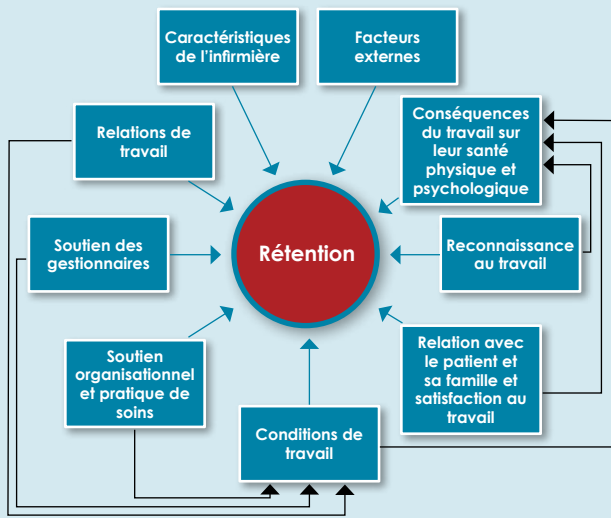 Caractéristiques
de l'infirmière
Facteurs
externes
Relations de
travail
Conséquences
du travail sur
leur santé
physique et
psychologique
Soutien des
gestionnaires
Rétention
Reconnaissance
au travail
Soutien
organisationnel
et pratique de
soins
Relation avec
le patient et
sa famille et
satisfaction au
travail
Conditions de
travail